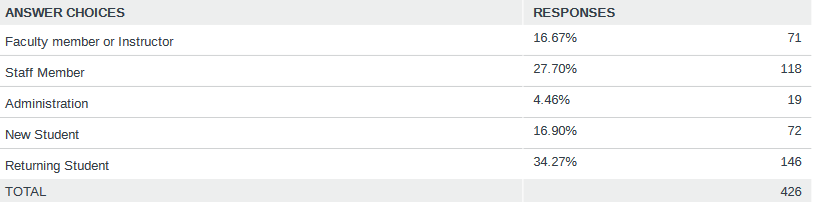 ANSWER CHOICES RESPONSES
Faculty member or Instructor 16.67% 71
Staff Member 27.70% 118
Administration 4.46% 19
New Student 16.90% 72
Returning Student 34.27% 146
TOTAL 426